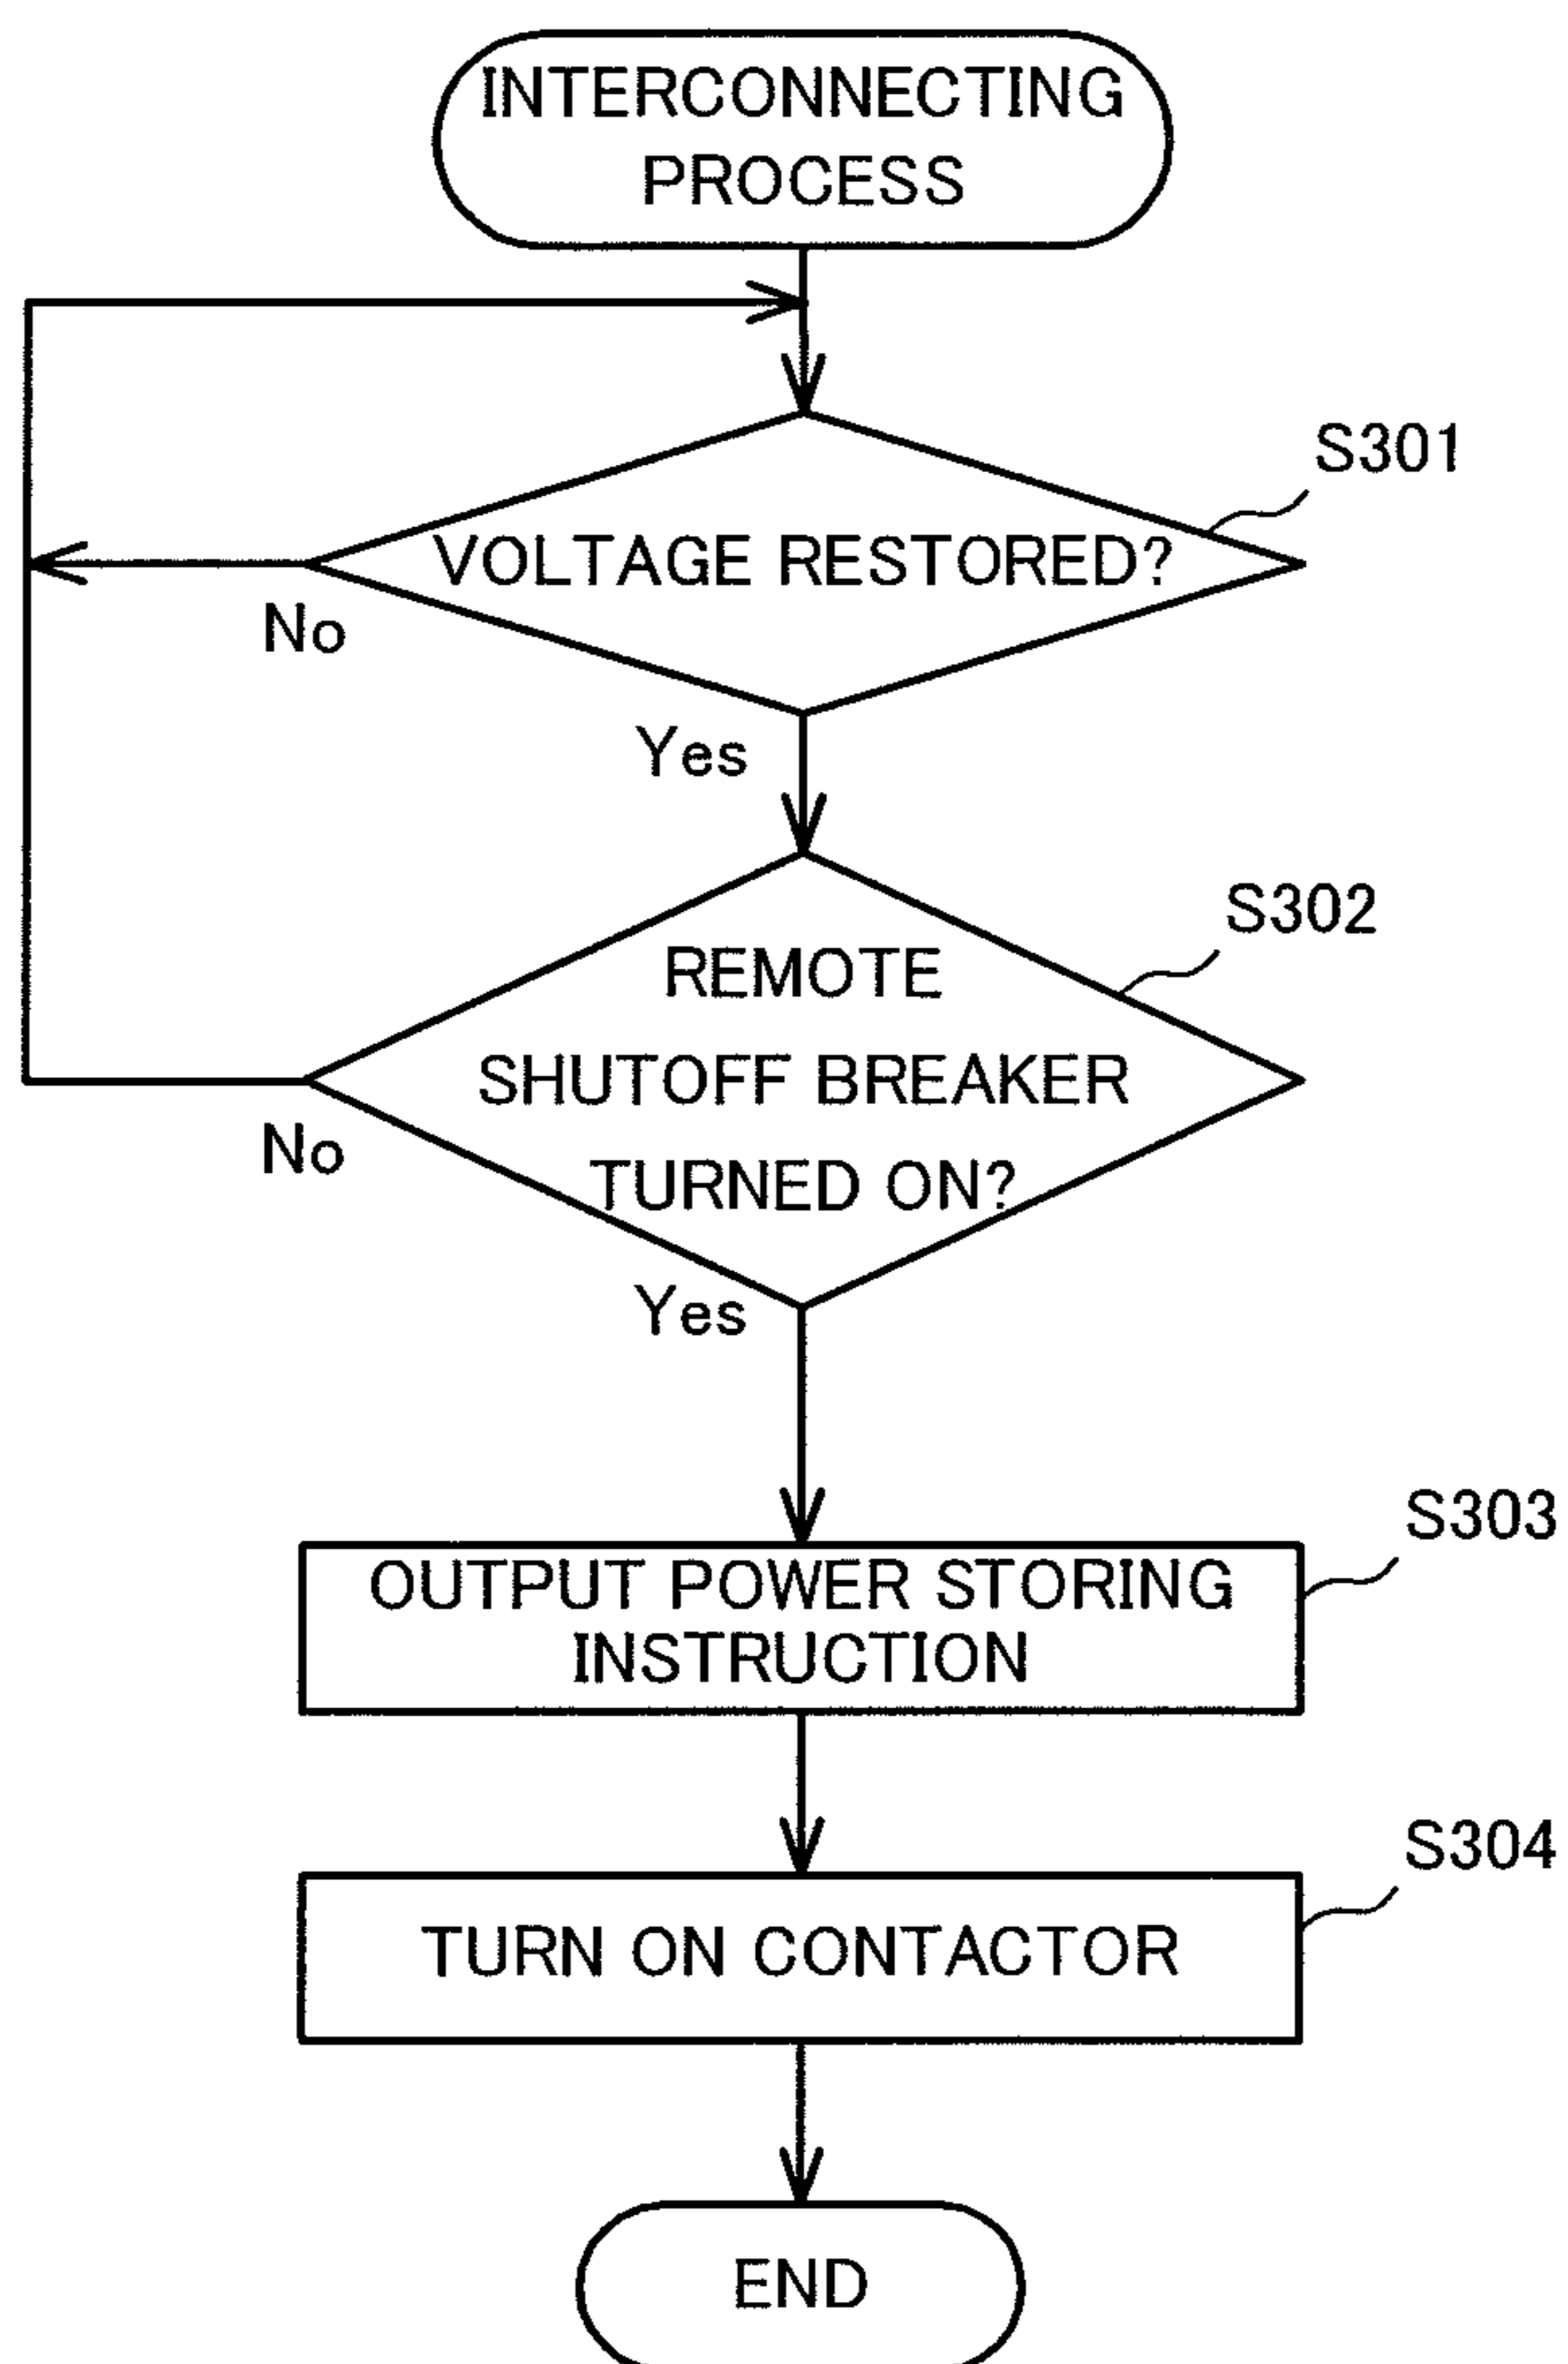 INTERCONNECTING
PROCESS
S301
VOLTAGE RESTORED?
No
Yes
S302
REMOTE
SHUTOFF BREAKER
TURNED ON?
No
Yes
S303
OUTPUT POWER STORING
INSTRUCTION
S304
TURN ON CONTACTOR
END